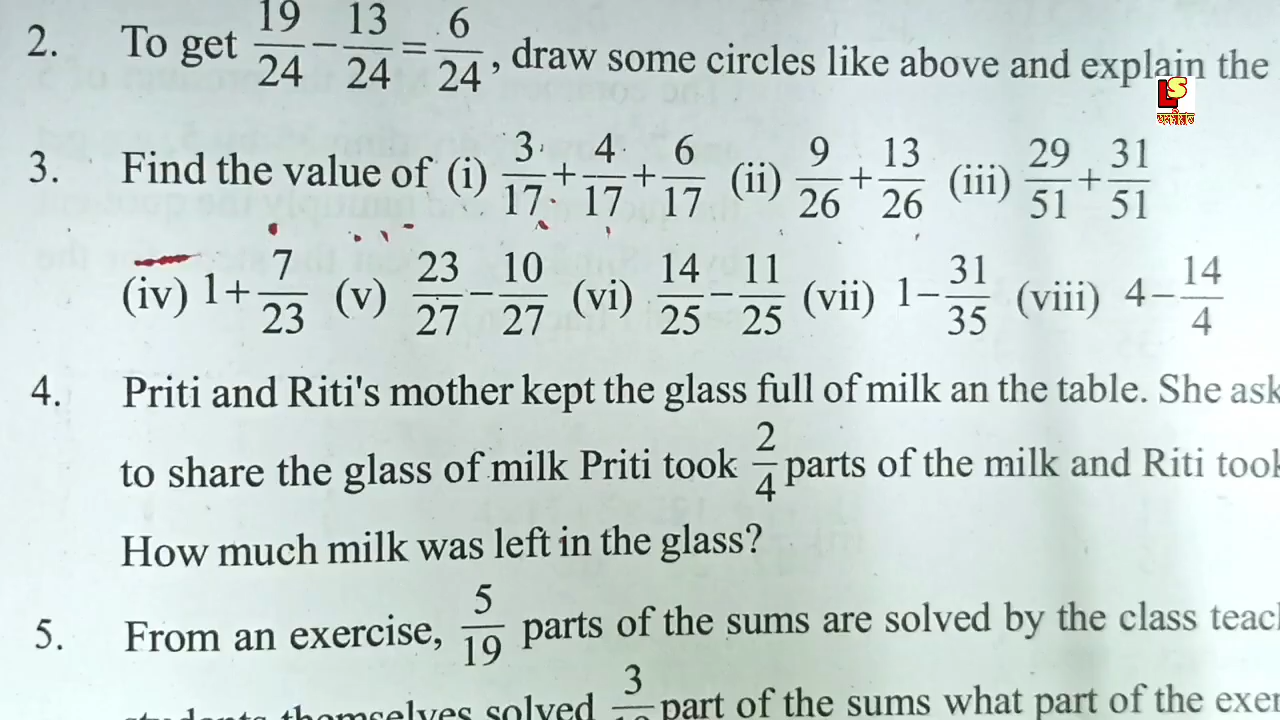 2. To get 19/24 - 13/24 = 6/24, draw some circles like above and explain the
LS
3. Find the value of (i) 3/17 + 4/17 + 6/17 (ii) 9/26 + 13/26 (iii) 29/51 + 31/51
(iv) 1 + 7/23 (v) 23/27 - 10/27 (vi) 14/25 - 11/25 (vii) 1 - 31/35 (viii) 4 - 14/4
4. Priti and Riti's mother kept the glass full of milk an the table. She ask
to share the glass of milk Priti took 2/4 parts of the milk and Riti took
How much milk was left in the glass?
5. From an exercise, 5/19 parts of the sums are solved by the class teac
themselves solved part of the sums what part of the exer